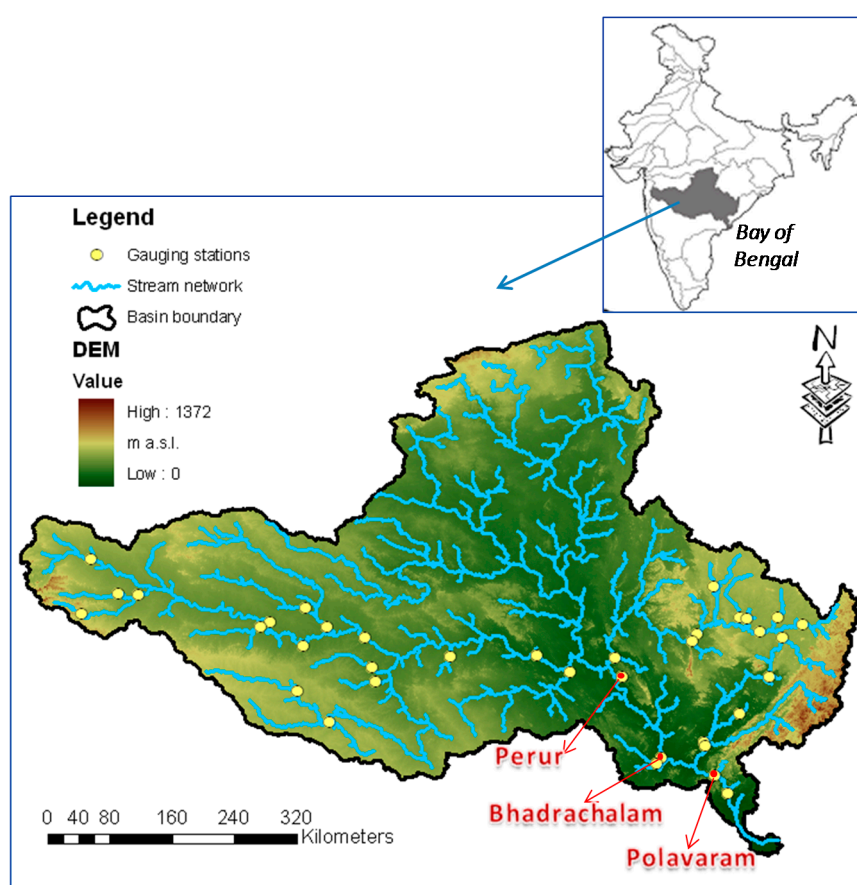 Bay of
Bengal
Legend
Gauging stations
Stream network
Basin boundary
DEM
Value
High : 1372
m a.s.l.
Low : 0
N
Perur
Bhadrachalam
Polavaram
0 40 80 160 240 320
Kilometers